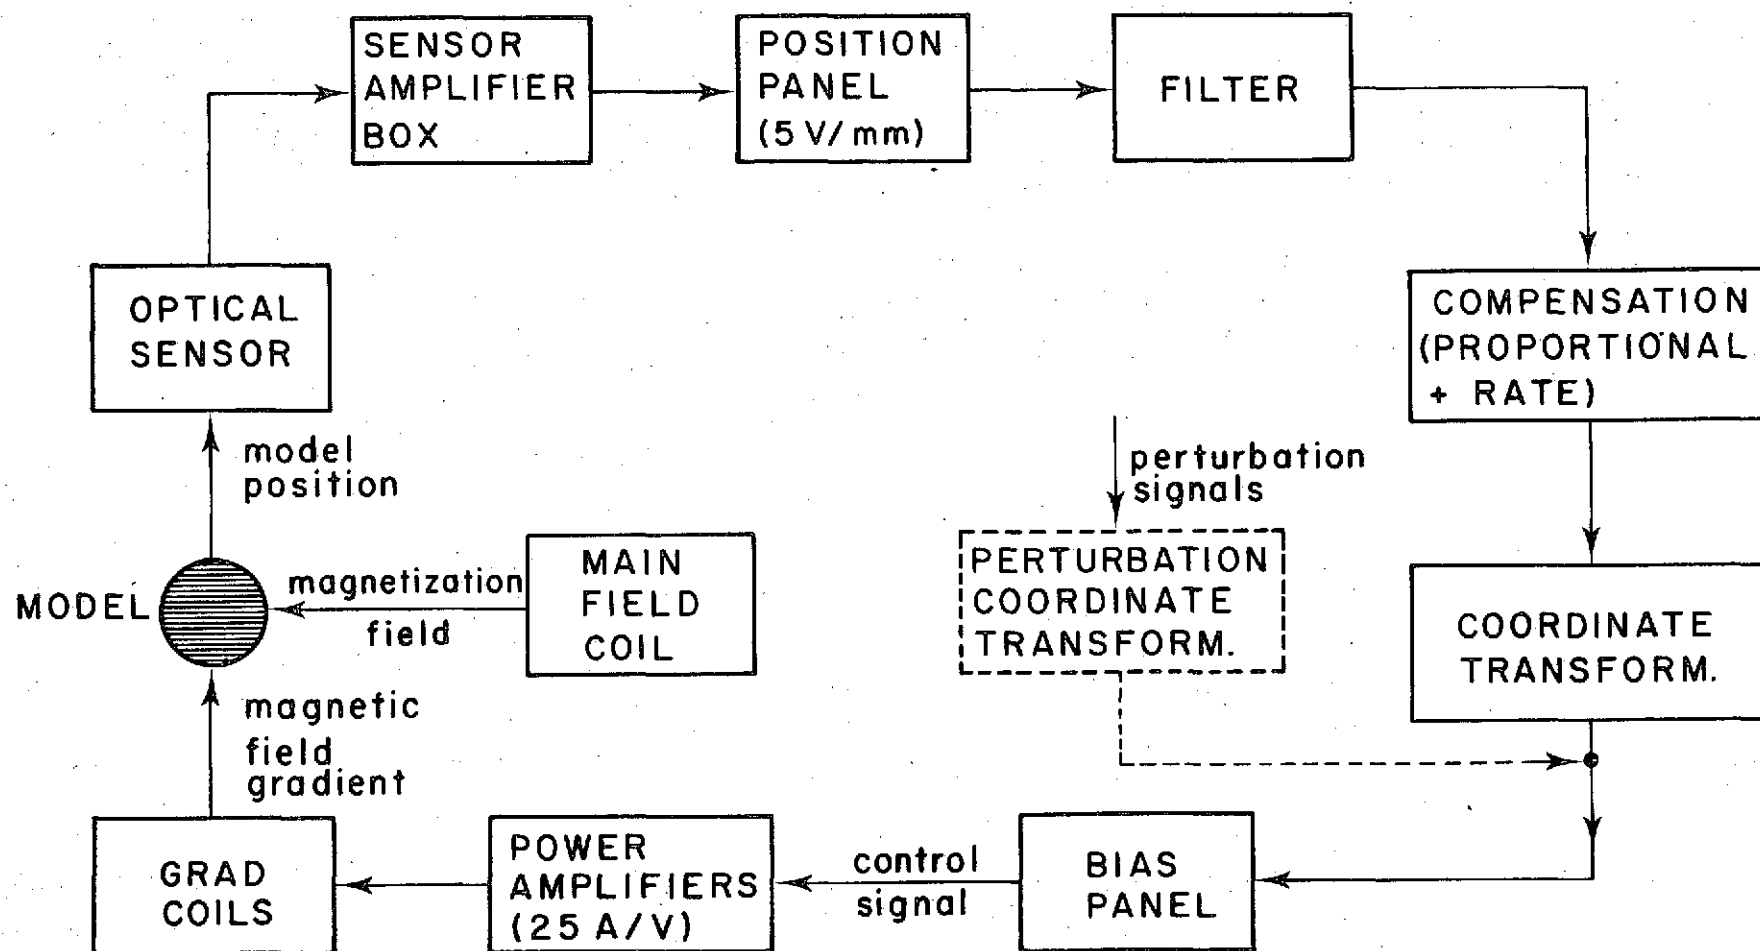 SENSOR
AMPLIFIER
BOX
POSITION
PANEL
(5 V/mm)
FILTER
OPTICAL
SENSOR
COMPENSATION
(PROPORTIONAL
+ RATE)
model
position
perturbation
signals
MODEL
magnetization
field
MAIN
FIELD
COIL
PERTURBATION
COORDINATE
TRANSFORM.
COORDINATE
TRANSFORM.
magnetic
field
gradient
GRAD
COILS
POWER
AMPLIFIERS
(25 A/V)
control
signal
BIAS
PANEL